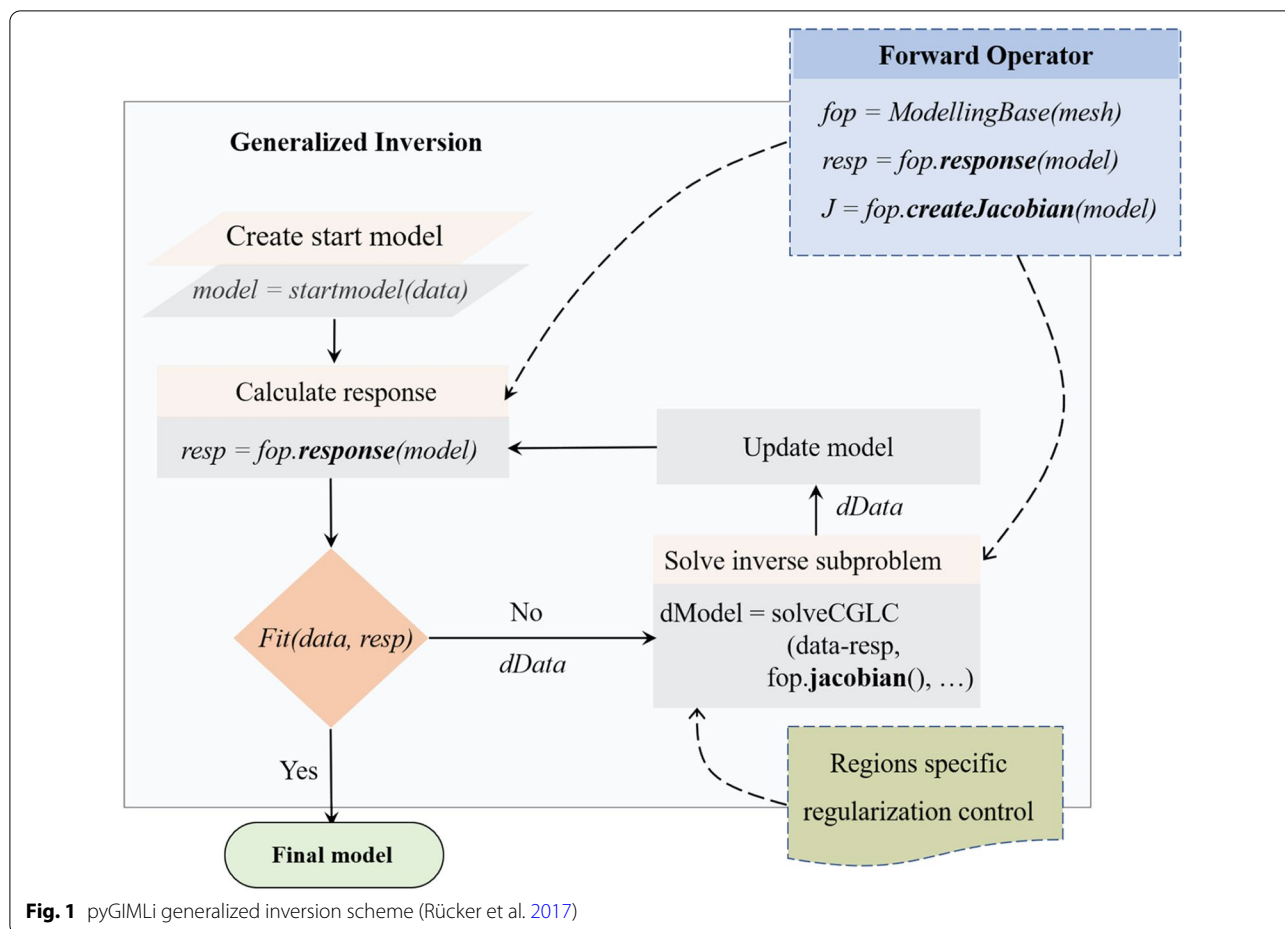 Forward Operator
fop = ModellingBase(mesh)
resp = fop.response(model)
J = fop.createJacobian(model)
Generalized Inversion
Create start model
model = startmodel(data)
Calculate response
resp = fop.response(model)
Update model
dData
Solve inverse subproblem
dModel = solveCGLC
(data-resp,
fop.jacobian(), …)
Fit(data, resp)
No
dData
Yes
Regions specific
regularization control
Final model
Fig. 1 pyGIMLi generalized inversion scheme (Rücker et al. 2017)